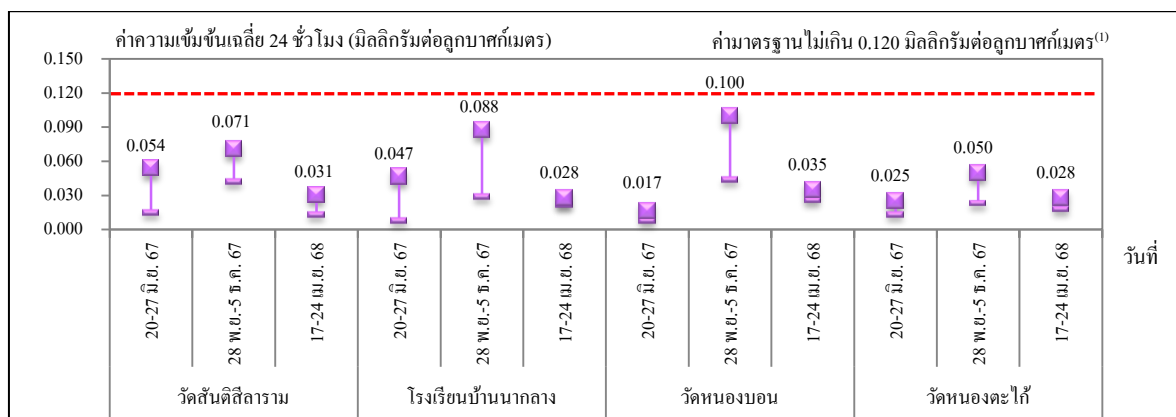 ค่าความเข้มข้นเฉลี่ย 24 ชั่วโมง (มิลลิกรัมต่อลูกบาศก์เมตร) ค่ามาตรฐานไม่เกิน 0.120 มิลลิกรัมต่อลูกบาศก์เมตร⁽¹⁾
0.150
0.120
0.090
0.060
0.030
0.000
0.054 0.071 0.031 0.047 0.088 0.028 0.017 0.100 0.035 0.025 0.050 0.028
วันที่
20-27 มิ.ย. 67 28 พ.ย.-5 ธ.ค. 67 17-24 เม.ย. 68 20-27 มิ.ย. 67 28 พ.ย.-5 ธ.ค. 67 17-24 เม.ย. 68 20-27 มิ.ย. 67 28 พ.ย.-5 ธ.ค. 67 17-24 เม.ย. 68 20-27 มิ.ย. 67 28 พ.ย.-5 ธ.ค. 67 17-24 เม.ย. 68
วัดสันติสีลาราม โรงเรียนบ้านนากลาง วัดหนองบอน วัดหนองตะไก้